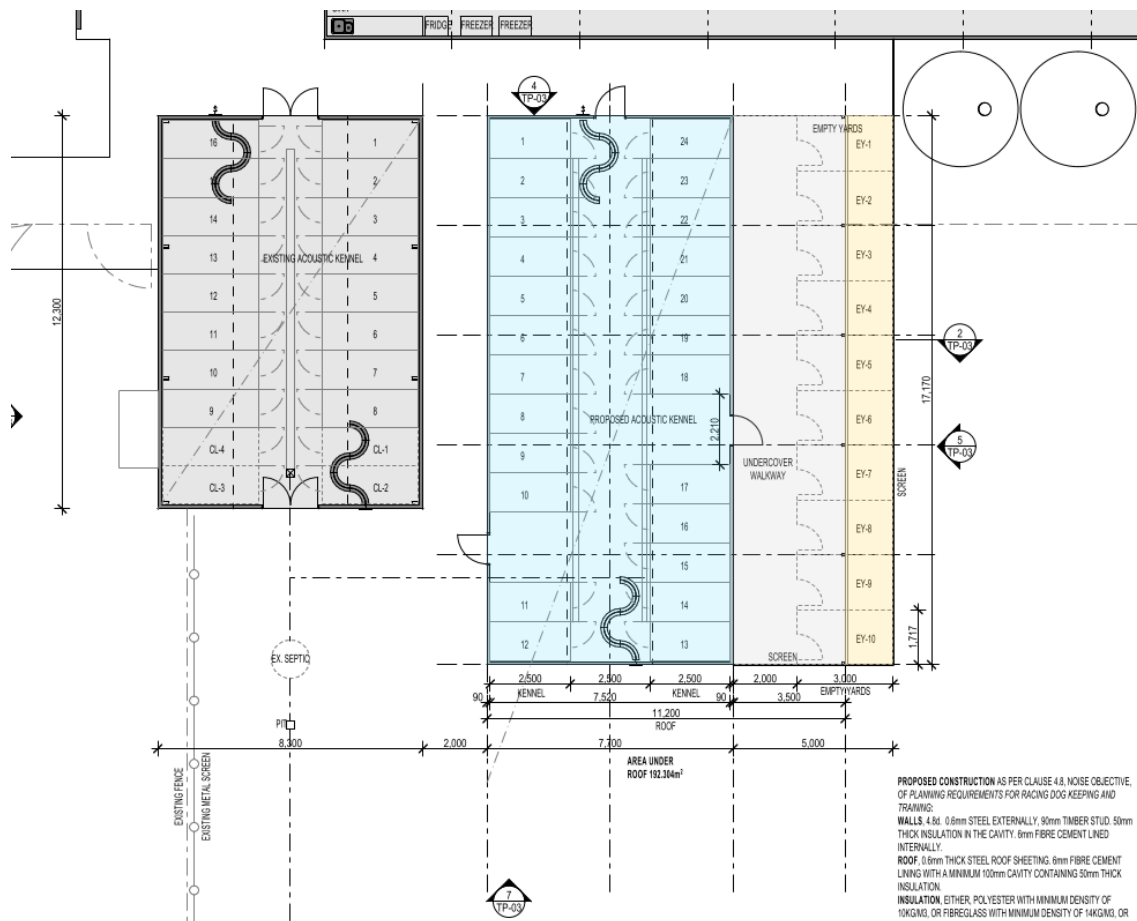 FRIDGE
FREEZER
FREEZER
4
TP-03
EMPTY YARDS
16
1
1
24
EY-1
2
2
23
EY-2
14
3
3
22
EY-3
13
EXISTING ACOUSTIC KENNEL
4
4
21
12
5
5
20
EY-4
12,300
11
6
6
19
2
TP-03
10
7
7
18
EY-5
17,170
9
8
8
PROPOSED ACOUSTIC KENNEL
2,210
EY-6
CL-4
CL-1
9
UNDERCOVER
WALKWAY
5
TP-03
CL-3
CL-2
10
17
EY-7
SCREEN
16
EY-8
15
EY-9
11
14
1,717
12
13
EY-10
EX. SEPTIC
SCREEN
2,500
2,500
2,500
2,000
3,000
KENNEL
KENNEL
EMPTY YARDS
90
7,520
90
3,500
11,200
ROOF
PIT
8,300
2,000
7,700
5,000
AREA UNDER
ROOF 192.304m²
EXISTING FENCE
EXISTING METAL SCREEN
7
TP-03
PROPOSED CONSTRUCTION AS PER CLAUSE 4.8, NOISE OBJECTIVE,
OF PLANNING REQUIREMENTS FOR RACING DOG KEEPING AND
TRAINING:
WALLS, 4.8d. 0.6mm STEEL EXTERNALLY, 90mm TIMBER STUD. 50mm
THICK INSULATION IN THE CAVITY. 6mm FIBRE CEMENT LINED
INTERNALLY.
ROOF, 0.6mm THICK STEEL ROOF SHEETING. 6mm FIBRE CEMENT
LINING WITH A MINIMUM 100mm CAVITY CONTAINING 50mm THICK
INSULATION.
INSULATION, EITHER, POLYESTER WITH MINIMUM DENSITY OF
10KG/M3, OR FIBREGLASS WITH MINIMUM DENSITY OF 14KG/M3, OR